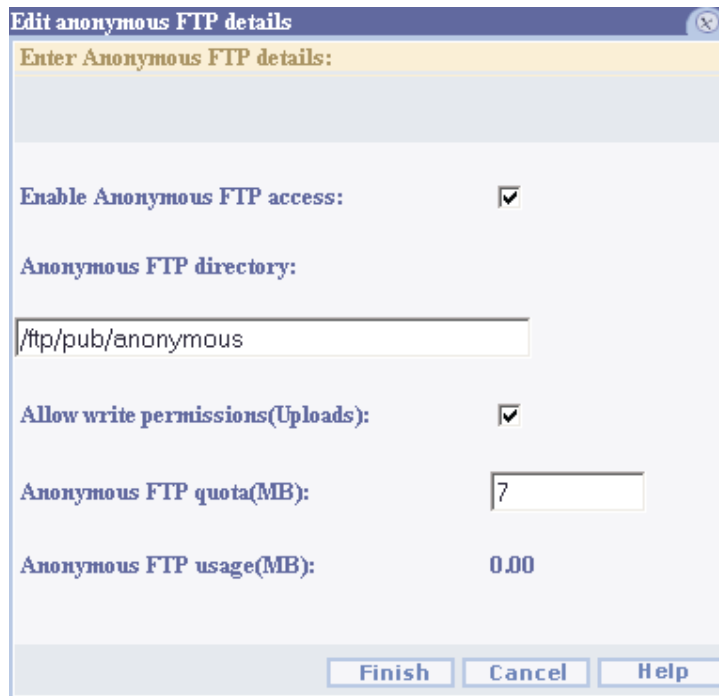 Edit anonymous FTP details
Enter Anonymous FTP details:
Enable Anonymous FTP access:
Anonymous FTP directory:
/ftp/pub/anonymous
Allow write permissions(Uploads):
Anonymous FTP quota(MB): 7
Anonymous FTP usage(MB): 0.00
Finish Cancel Help